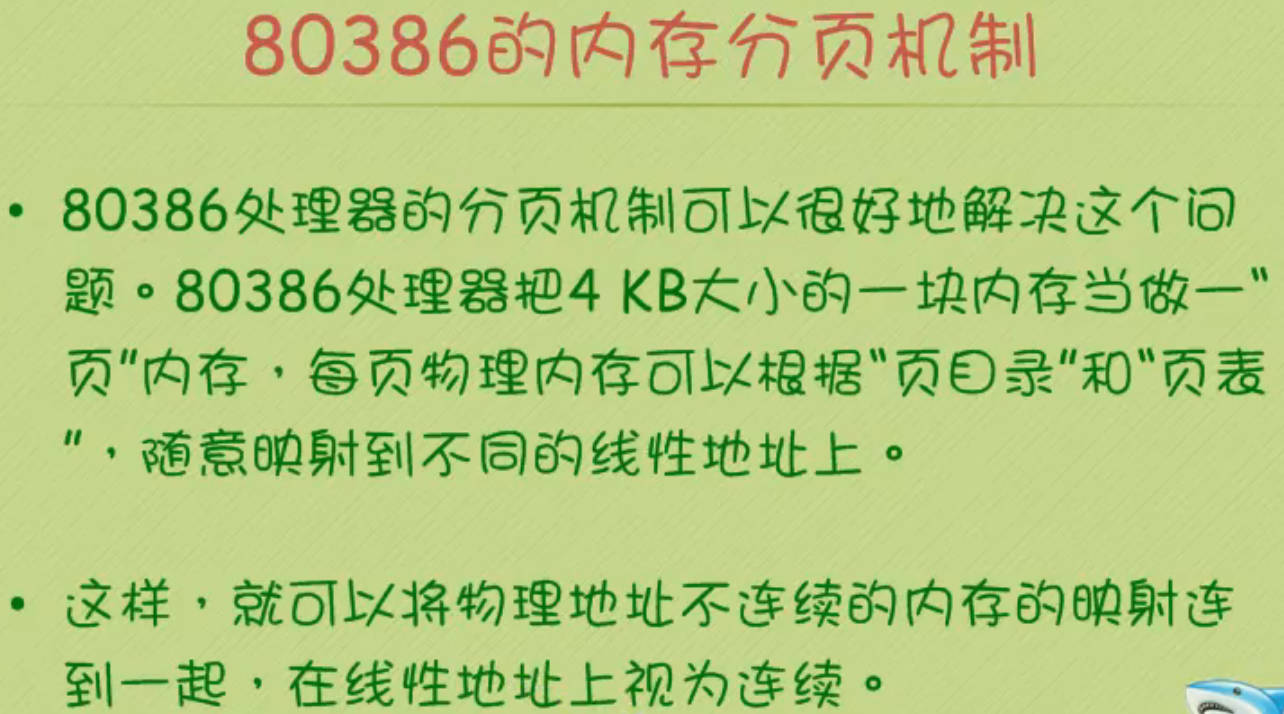 80386的内存分页机制
• 80386处理器的分页机制可以很好地解决这个问
题。80386处理器把4 KB大小的一块内存当做一"
页"内存，每页物理内存可以根据"页目录"和"页表
"，随意映射到不同的线性地址上。
• 这样，就可以将物理地址不连续的内存的映射连
到一起，在线性地址上视为连续。